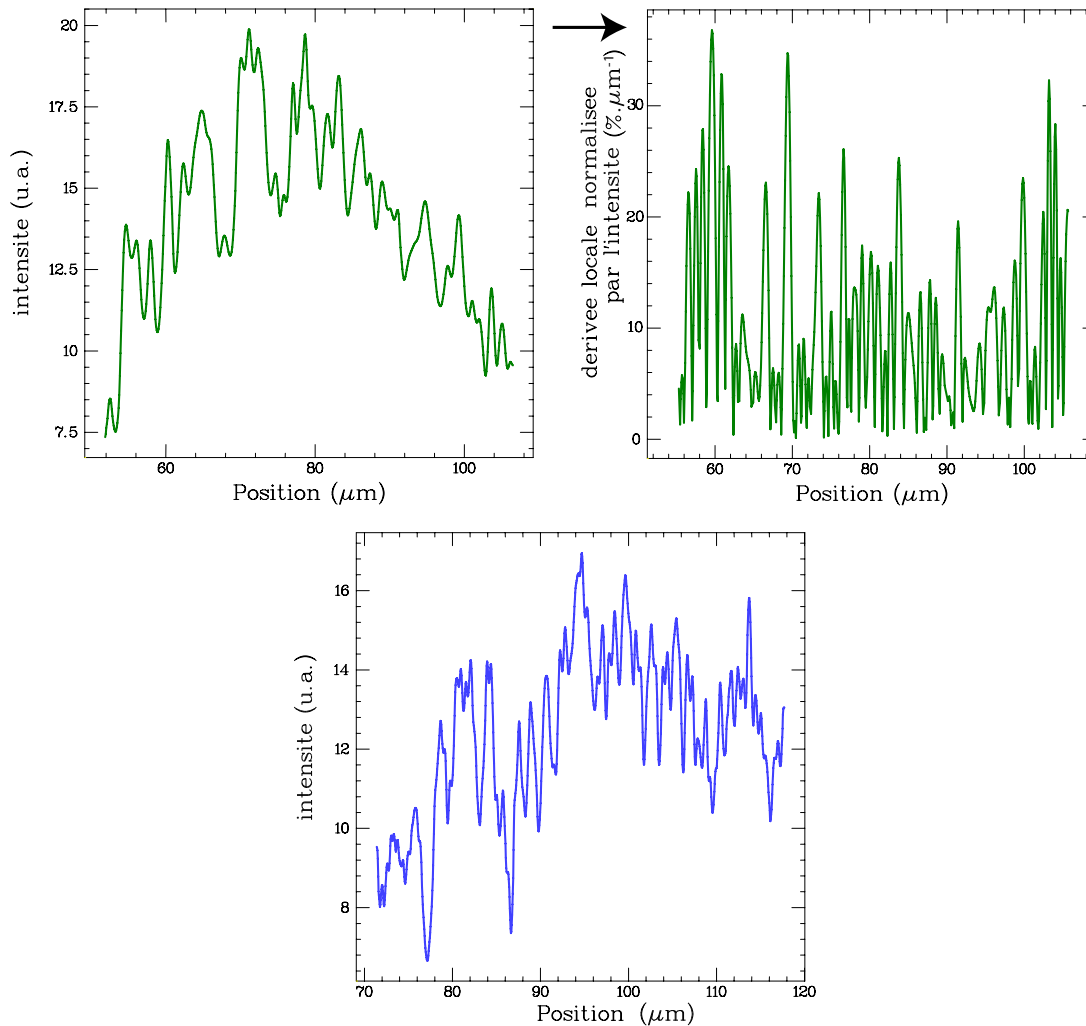 20
17.5
15
12.5
10
7.5
60 80 100
intensite (u.a.)
Position (μm)
30
20
10
0
60 70 80 90 100
derivee locale normalisee
par l'intensite (%.μm⁻¹)
Position (μm)
16
14
12
10
8
70 80 90 100 110 120
intensite (u.a.)
Position (μm)